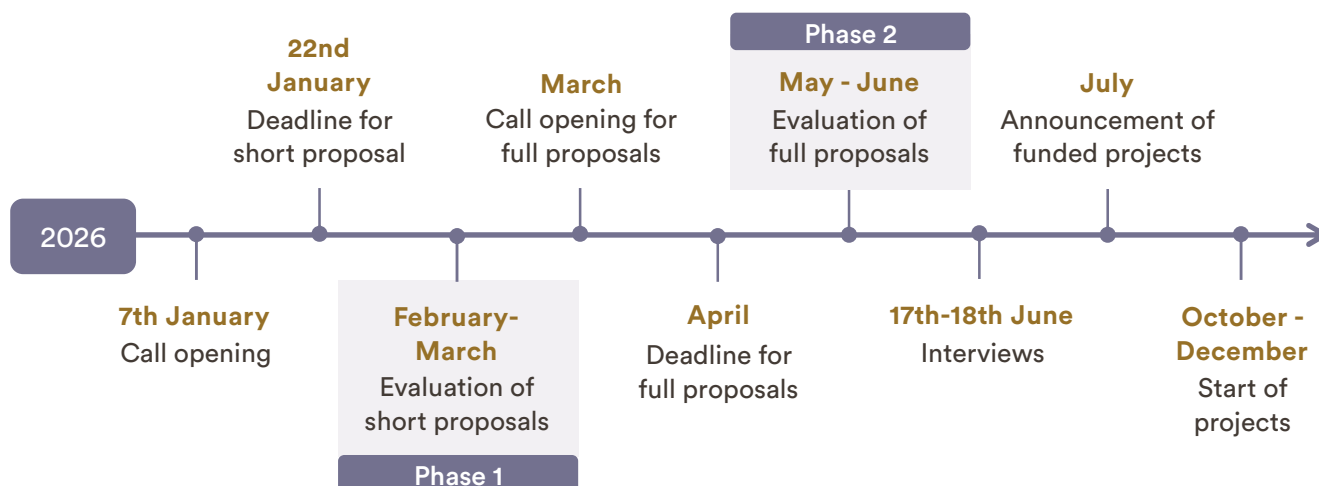 2026
7th January
Call opening
22nd
January
Deadline for
short proposal
February-
March
Evaluation of
short proposals
Phase 1
March
Call opening for
full proposals
April
Deadline for
full proposals
Phase 2
May - June
Evaluation of
full proposals
17th-18th June
Interviews
July
Announcement of
funded projects
October -
December
Start of
projects